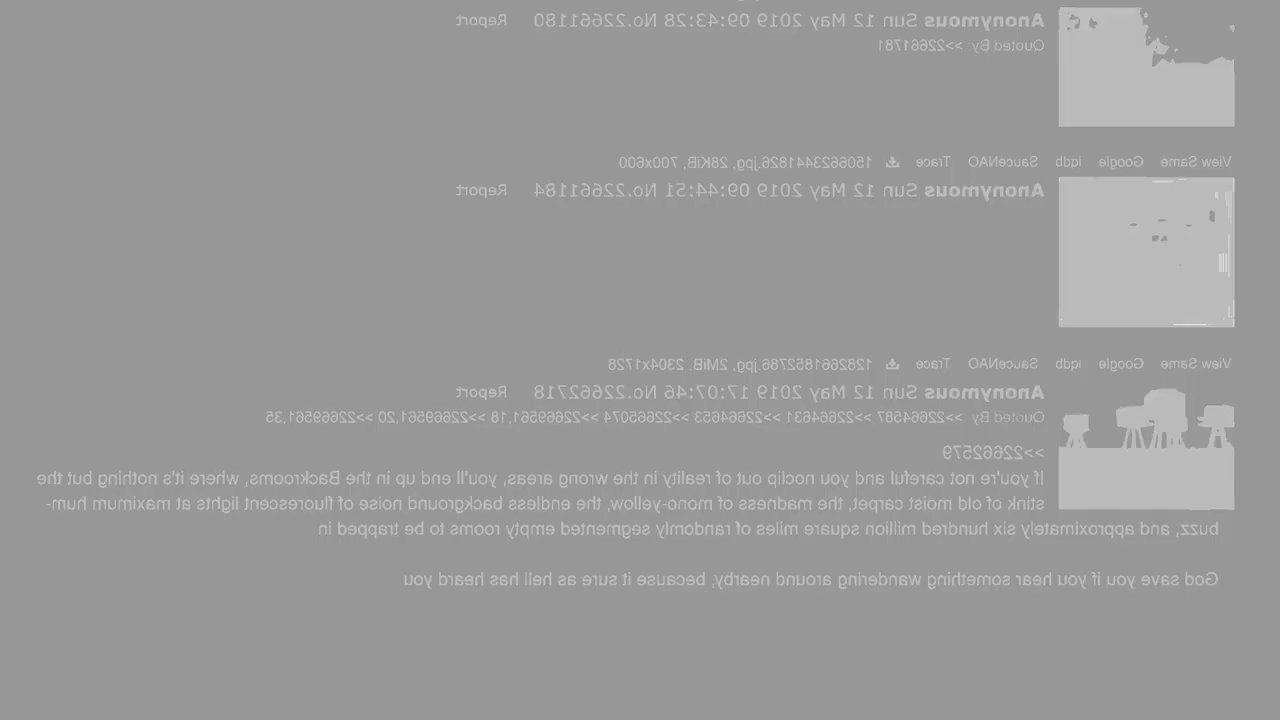 Anonymous Sun 12 May 2019 09:43:28 No.22661180 Report
Quoted By: >>22661781
View Same Google iqdb SauceNAO Trace 1506623441826.jpg, 28KiB, 700x600
Anonymous Sun 12 May 2019 09:44:51 No.22661184 Report
View Same Google iqdb SauceNAO Trace 1282661852786.jpg, 2MiB, 2304x1728
Anonymous Sun 12 May 2019 17:07:46 No.22662718 Report
Quoted By: >>22664587 >>22664631 >>22664653 >>22665074 >>22669561,18 >>22669561,20 >>22669561,35
>>22662579
If you're not careful and you noclip out of reality in the wrong areas, you'll end up in the Backrooms, where it's nothing but the
stink of old moist carpet, the madness of mono-yellow, the endless background noise of fluorescent lights at maximum hum-
buzz, and approximately six hundred million square miles of randomly segmented empty rooms to be trapped in
God save you if you hear something wandering around nearby, because it sure as hell has heard you